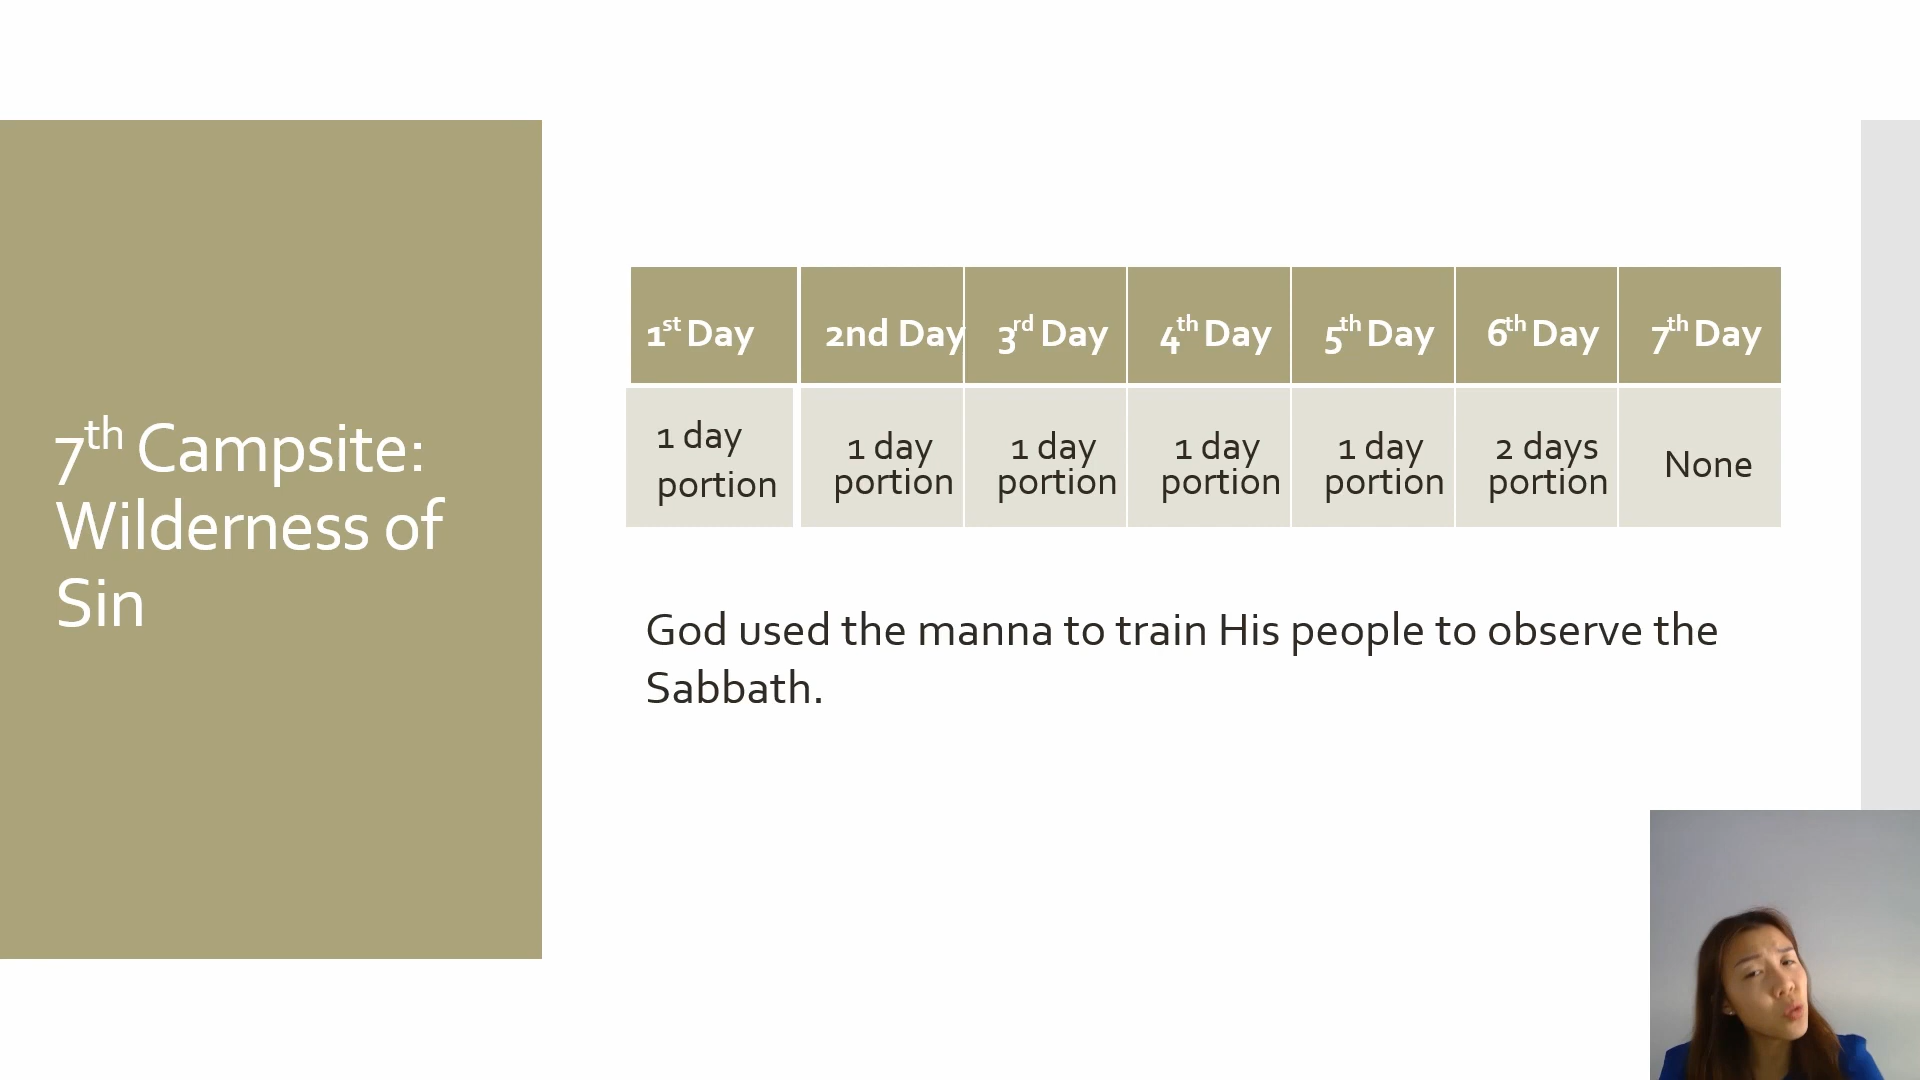 7th Campsite:
Wilderness of
Sin
1st Day 2nd Day 3rd Day 4th Day 5th Day 6th Day 7th Day
1 day portion 1 day portion 1 day portion 1 day portion 1 day portion 2 days portion None
God used the manna to train His people to observe the
Sabbath.